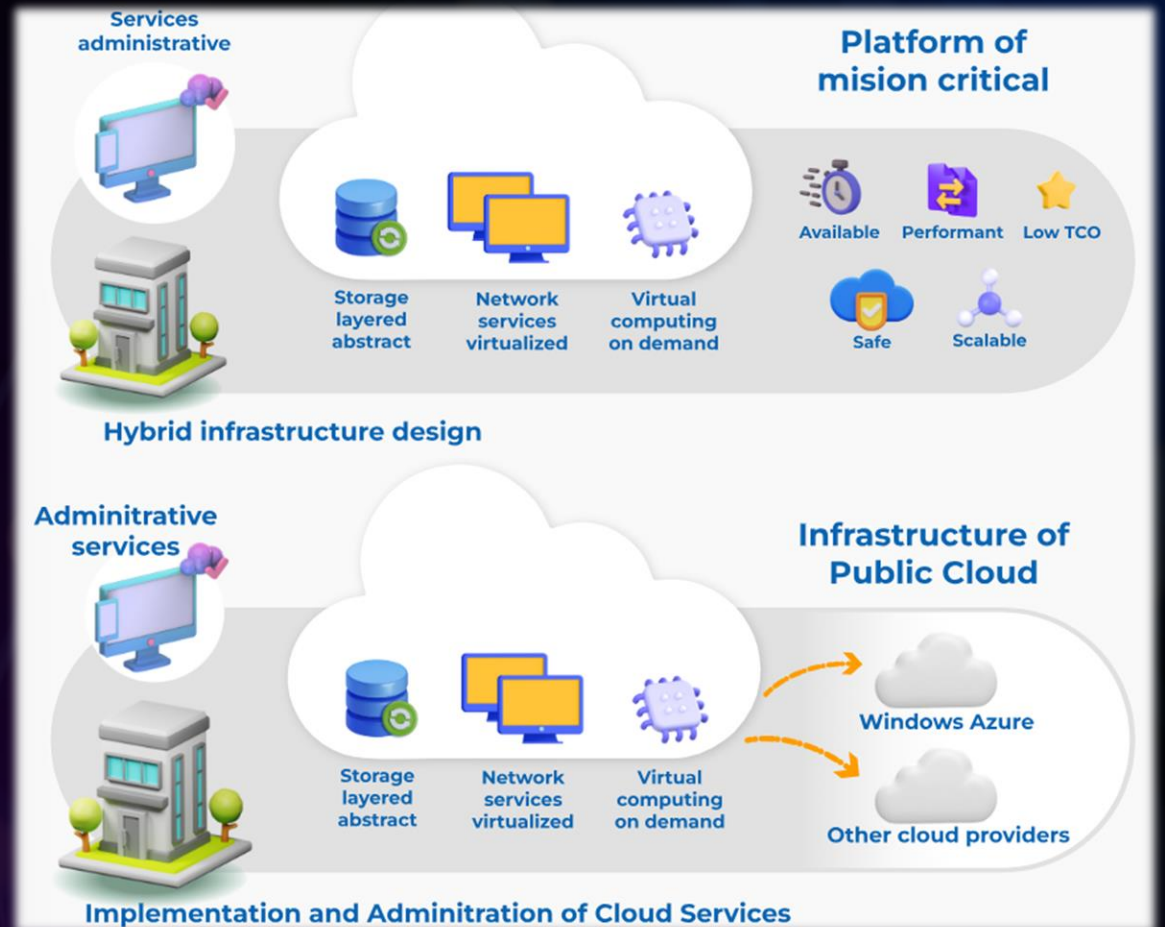 Services
administrative
Platform of
mision critical
Available
Performant
Low TCO
Storage
layered
abstract
Network
services
virtualized
Virtual
computing
on demand
Safe
Scalable
Hybrid infrastructure design
Adminitrative
services
Infrastructure of
Public Cloud
Windows Azure
Storage
layered
abstract
Network
services
virtualized
Virtual
computing
on demand
Other cloud providers
Implementation and Adminitration of Cloud Services